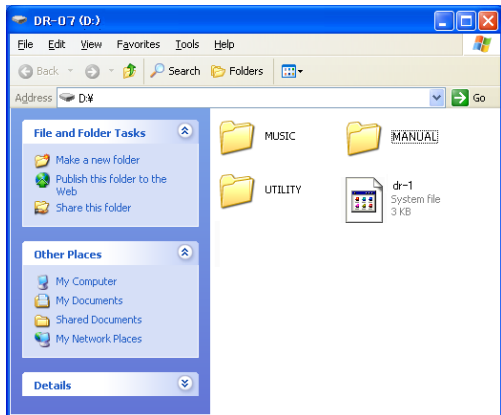 DR-07 (D:)
File Edit View Favorites Tools Help
Back Search Folders
Address D:¥ Go
File and Folder Tasks
Make a new folder
Publish this folder to the
Web
Share this folder
Other Places
My Computer
My Documents
Shared Documents
My Network Places
Details
MUSIC MANUAL
UTILITY dr-1
System file
3 KB